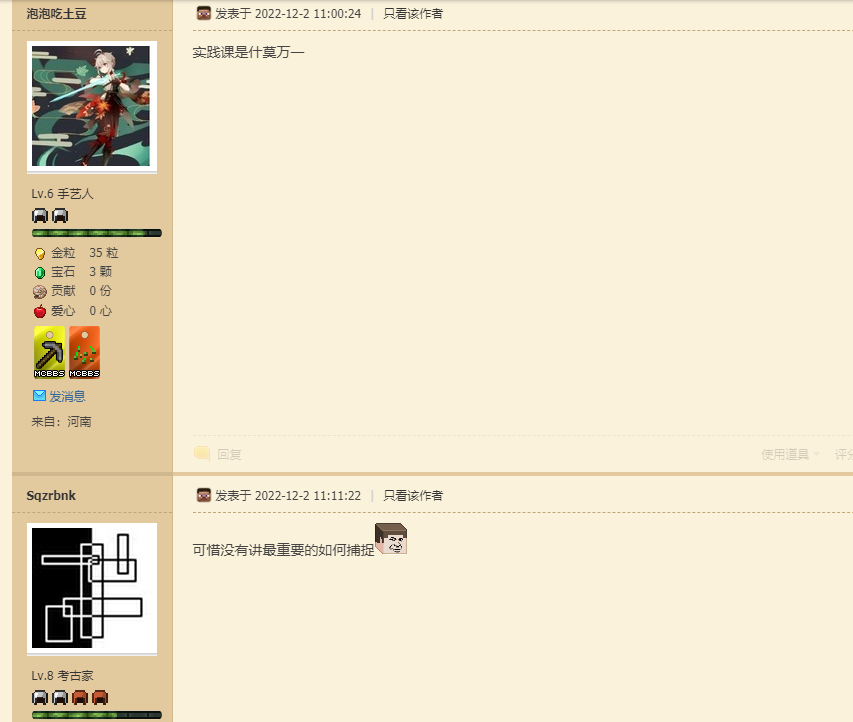 泡泡吃土豆
发表于 2022-12-2 11:00:24 | 只看该作者
实践课是什莫万一
Lv.6 手艺人
金粒 35 粒
宝石 3 颗
贡献 0 份
爱心 0 心
MCBBS MCBBS
发消息
来自：河南
回复 使用道具
Sqzrbnk
发表于 2022-12-2 11:11:22 | 只看该作者
可惜没有讲最重要的如何捕捉
Lv.8 考古家